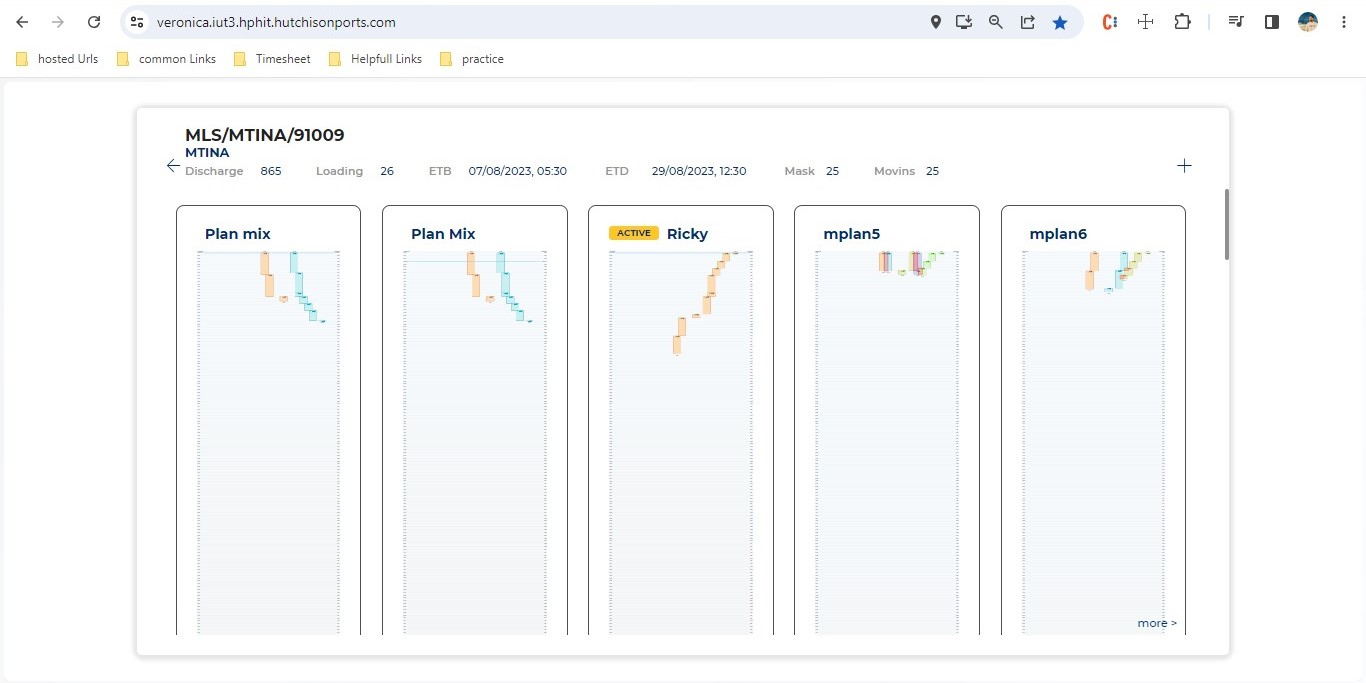 veronica.iut3.hphit.hutchisonports.com
hosted Urls common Links Timesheet Helpfull Links practice
MLS/MTINA/91009
MTINA
Discharge 865 Loading 26 ETB 07/08/2023, 05:30 ETD 29/08/2023, 12:30 Mask 25 Movins 25
Plan mix Plan Mix ACTIVE Ricky mplan5 mplan6
more >